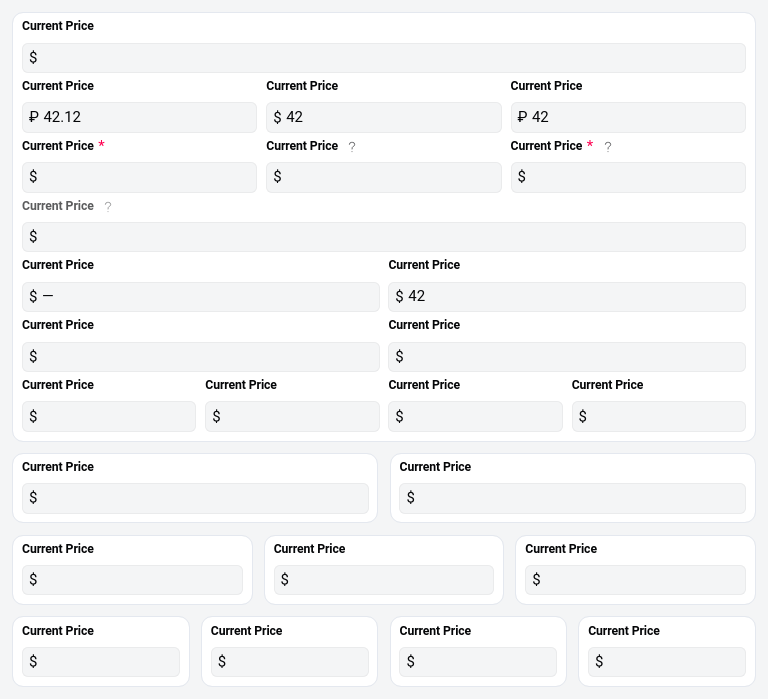 Current Price
$
Current Price Current Price Current Price
₽ 42.12 $ 42 ₽ 42
Current Price * Current Price ? Current Price * ?
$ $ $
Current Price ?
$
Current Price Current Price
$ — $ 42
Current Price Current Price
$ $
Current Price Current Price Current Price Current Price
$ $ $ $
Current Price Current Price
$ $
Current Price Current Price Current Price
$ $ $
Current Price Current Price Current Price Current Price
$ $ $ $